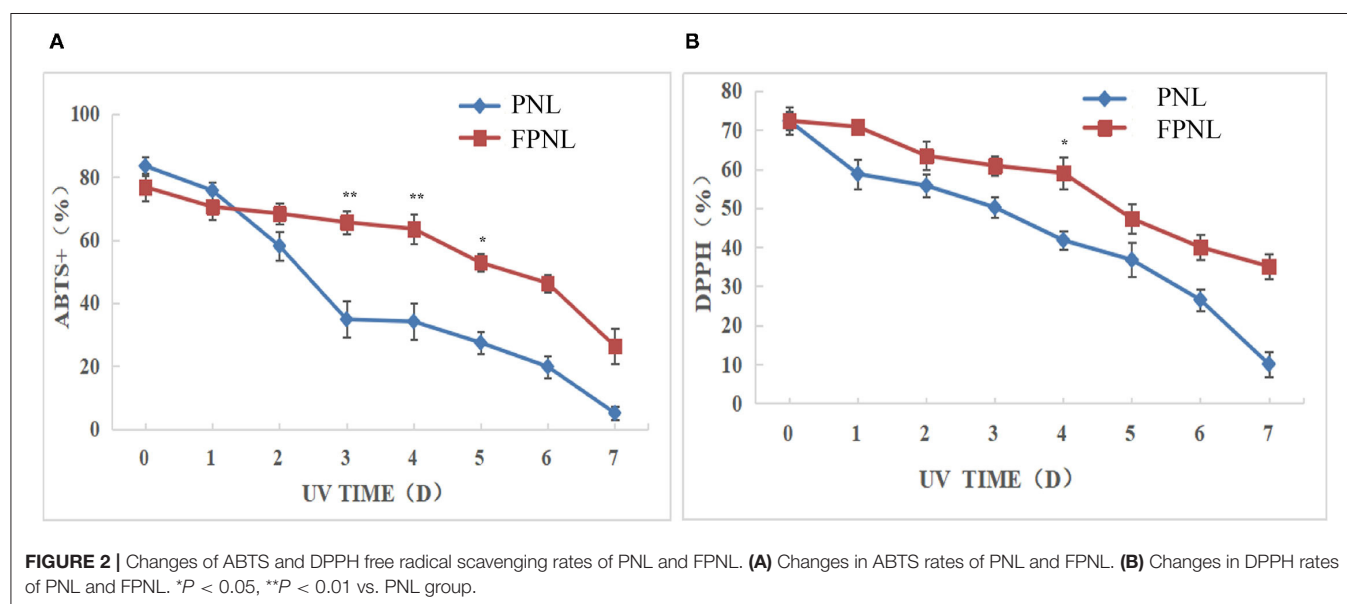 A
100
80
60
40
20
0
ABTS+ (%)
PNL
FPNL
**
**
*
0 1 2 3 4 5 6 7
UV TIME（D）
B
80
70
60
50
40
30
20
10
0
DPPH (%)
PNL
FPNL
*
0 1 2 3 4 5 6 7
UV TIME（D）
FIGURE 2 | Changes of ABTS and DPPH free radical scavenging rates of PNL and FPNL. (A) Changes in ABTS rates of PNL and FPNL. (B) Changes in DPPH rates
of PNL and FPNL. *P < 0.05, **P < 0.01 vs. PNL group.